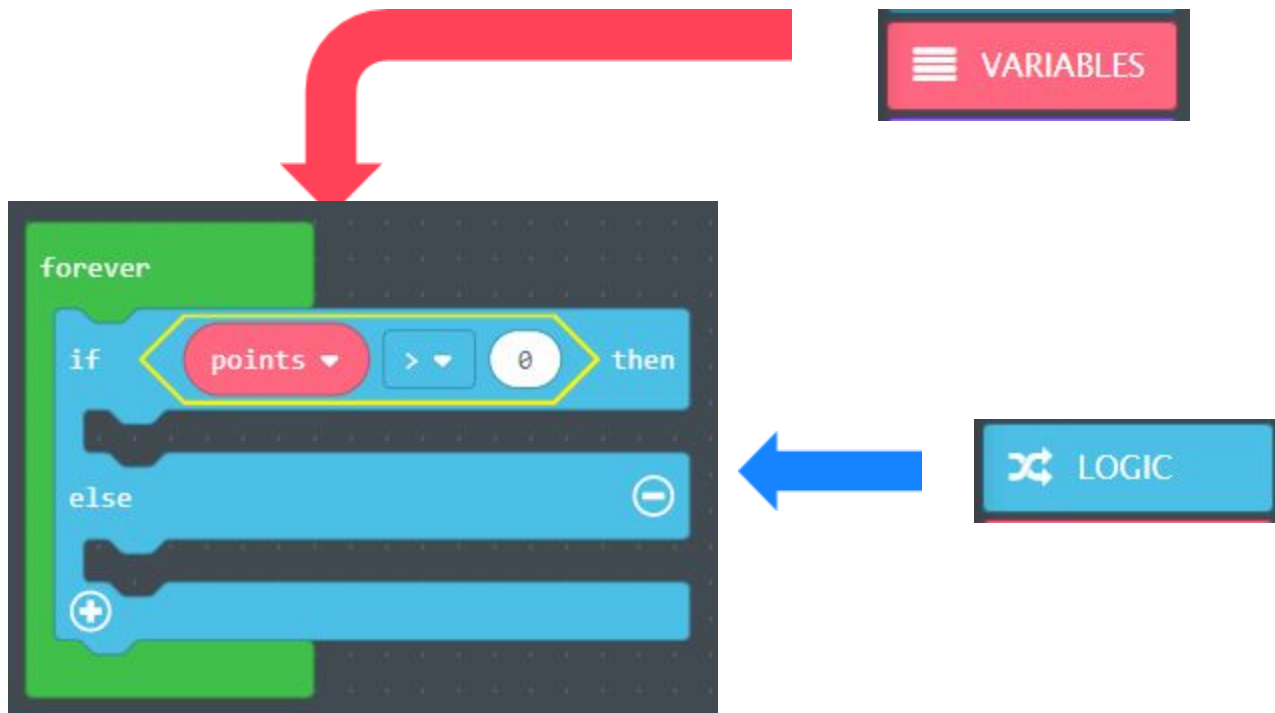 VARIABLES
forever
if points > 0 then
else
LOGIC